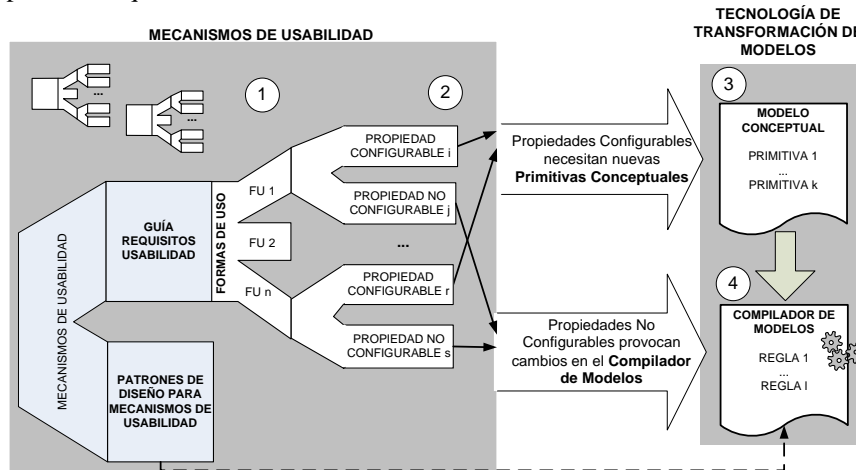 MECANISMOS DE USABILIDAD
TECNOLOGÍA DE
TRANSFORMACIÓN DE
MODELOS
...
...
1
2
3
4
MECANISMOS DE USABILIDAD
GUÍA
REQUISITOS
USABILIDAD
PATRONES DE
DISEÑO PARA
MECANISMOS DE
USABILIDAD
FORMAS DE USO
FU 1
FU 2
FU n
PROPIEDAD
CONFIGURABLE i
PROPIEDAD NO
CONFIGURABLE j
...
PROPIEDAD
CONFIGURABLE r
PROPIEDAD NO
CONFIGURABLE s
Propiedades Configurables
necesitan nuevas
Primitivas Conceptuales
Propiedades No
Configurables provocan
cambios en el Compilador
de Modelos
MODELO
CONCEPTUAL
PRIMITIVA 1
...
PRIMITIVA k
COMPILADOR DE
MODELOS
REGLA 1
...
REGLA l